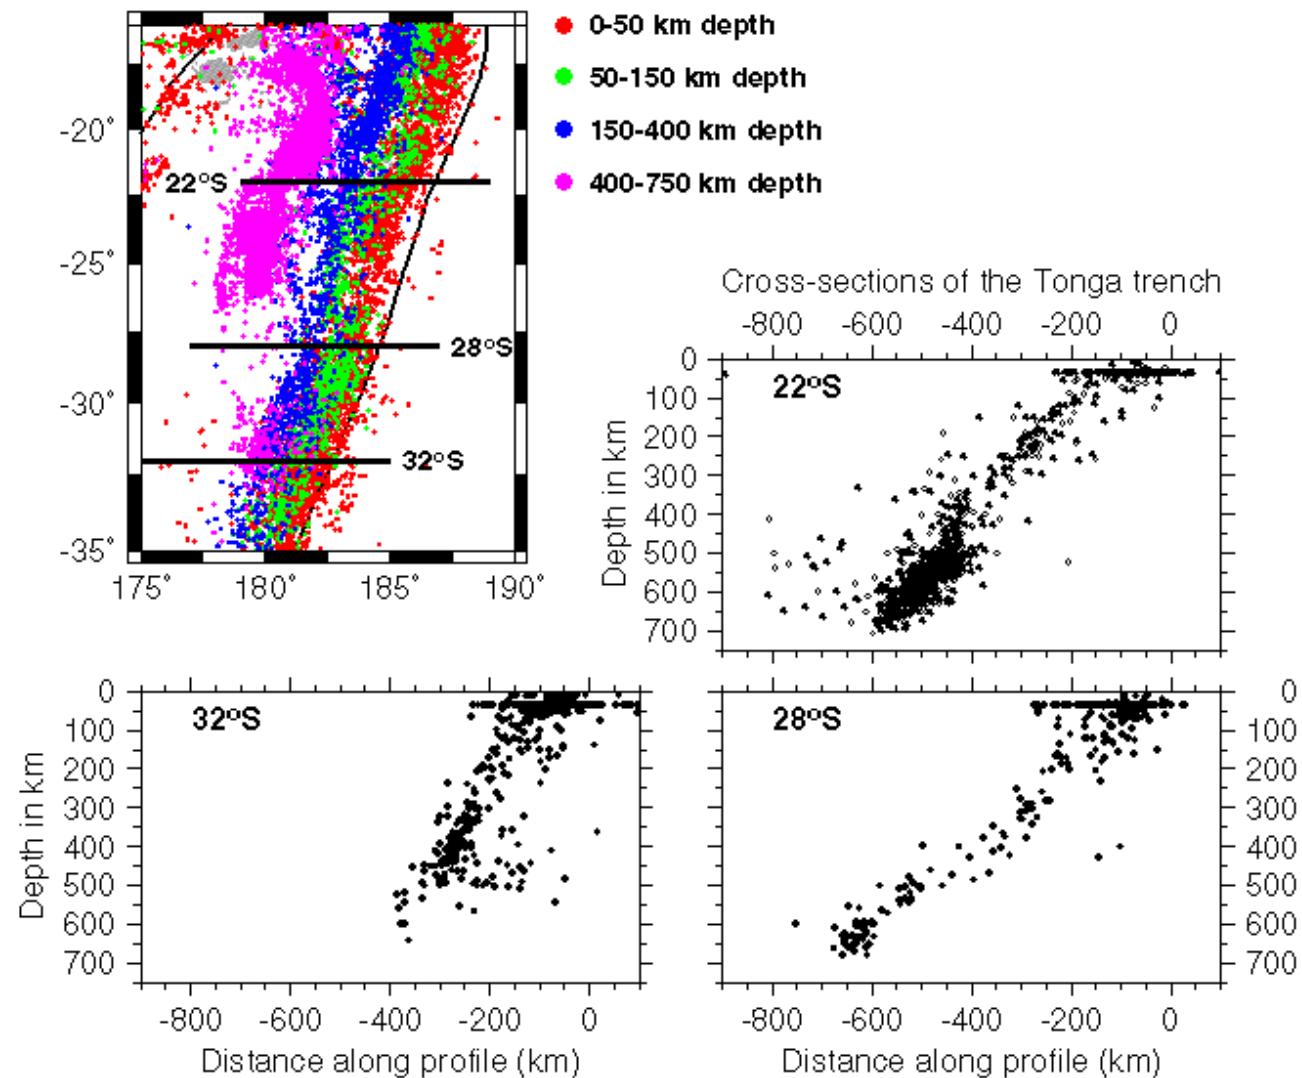 0-50 km depth
50-150 km depth
150-400 km depth
400-750 km depth
-20°
22°S
-25°
28°S
-30°
32°S
-35°
175° 180° 185° 190°
Cross-sections of the Tonga trench
-800 -600 -400 -200 0
22°S
Depth in km
0
100
200
300
400
500
600
700
32°S
Depth in km
0
100
200
300
400
500
600
700
-800 -600 -400 -200 0
Distance along profile (km)
28°S
0
100
200
300
400
500
600
700
-800 -600 -400 -200 0
Distance along profile (km)